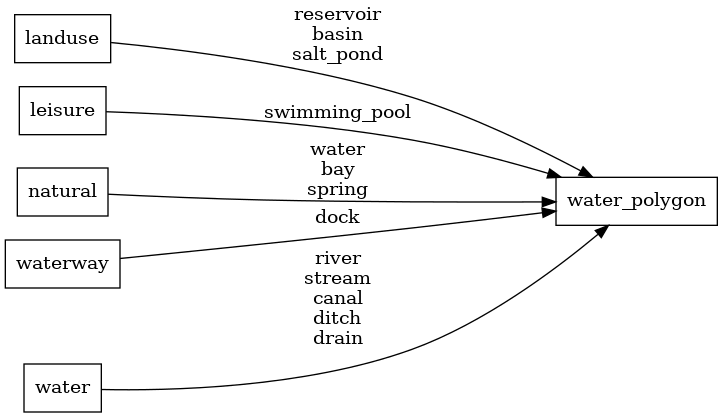 landuse
reservoir
basin
salt_pond
leisure
swimming_pool
natural
water
bay
spring
water_polygon
waterway
dock
water
river
stream
canal
ditch
drain